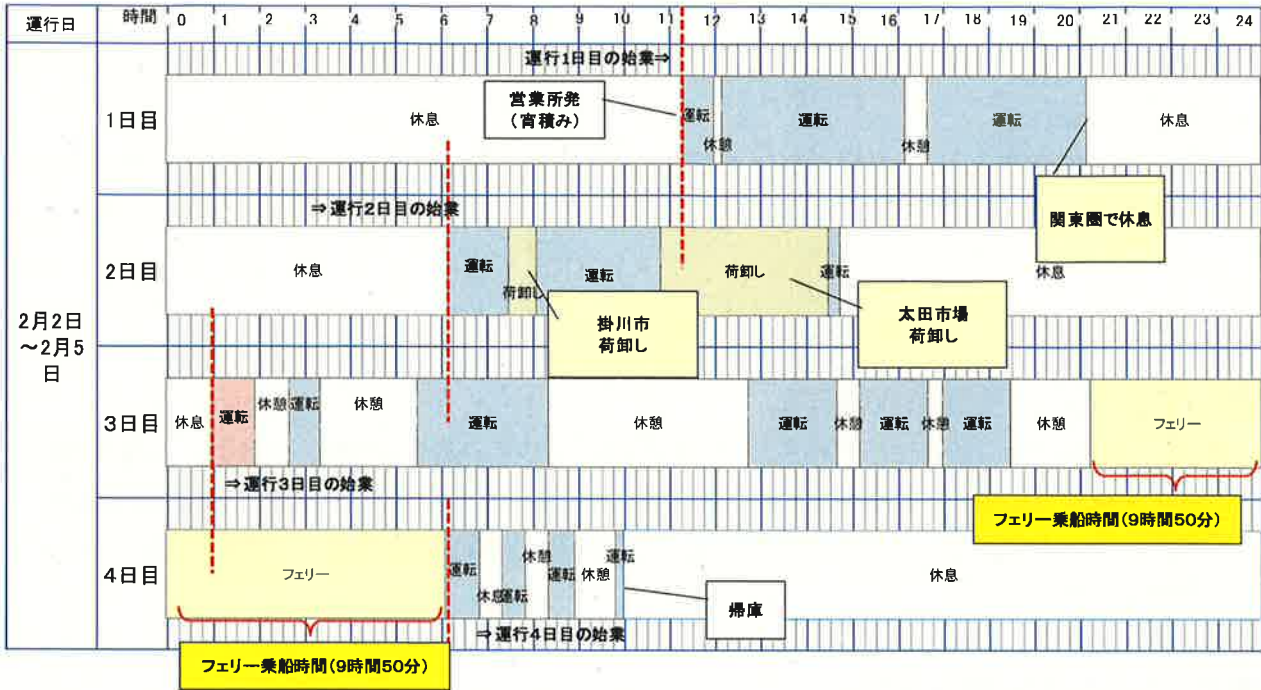 運行日
時間
0 1 2 3 4 5 6 7 8 9 10 11 12 13 14 15 16 17 18 19 20 21 22 23 24
2月2日
～2月5
日
運行1日目の始業⇒
1日目
休息
営業所発
（宵積み）
運転
休憩
運転
休憩
運転
休息
関東圏で休息
⇒運行2日目の始業
2日目
休息
運転
荷卸し
運転
荷卸し
運転
休息
掛川市
荷卸し
太田市場
荷卸し
3日目
休息
運転
休憩
運転
休憩
運転
休憩
運転
休憩
運転
休憩
運転
休憩
フェリー
⇒運行3日目の始業
フェリー乗船時間（9時間50分）
4日目
フェリー
運転
休憩
運転
休憩
運転
休憩
運転
休息
帰庫
⇒運行4日目の始業
フェリー乗船時間（9時間50分）